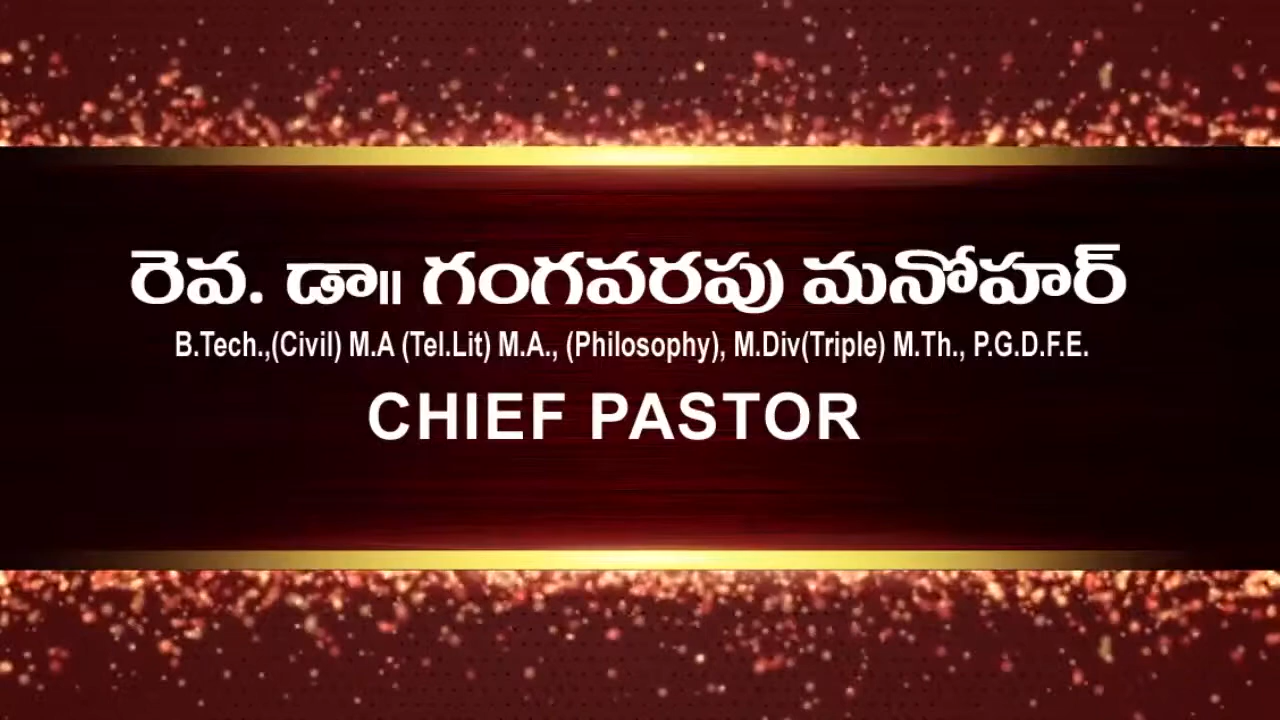 రెవ. డా॥ గంగవరపు మనోహర్
B.Tech.,(Civil) M.A (Tel.Lit) M.A., (Philosophy), M.Div(Triple) M.Th., P.G.D.F.E.
CHIEF PASTOR